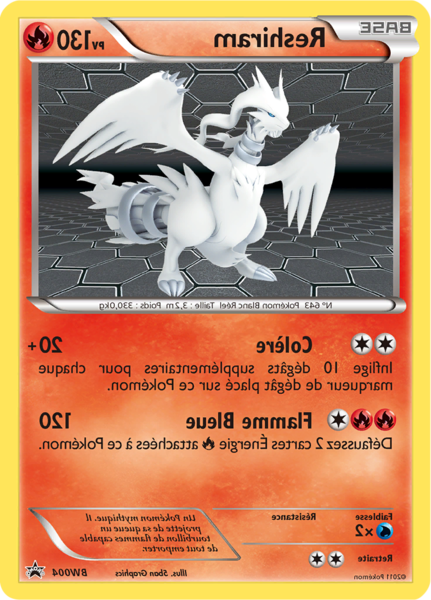 BASE
Reshiram
PV 130
N° 643 Pokémon Blanc Réel Taille : 3,2 m Poids : 330,0kg
Colère 20+
Inflige 10 dégâts supplémentaires pour chaque
marqueur de dégât placé sur ce Pokémon.
Flamme Bleue 120
Défaussez 2 cartes Énergie attachées à ce Pokémon.
Faiblesse
×2
Résistance
Retraite
Un Pokémon mythique. Il
projette de sa queue un
tourbillon de flammes capable
de tout emporter.
©2011 Pokémon
Illus. 5ban Graphics
BW004